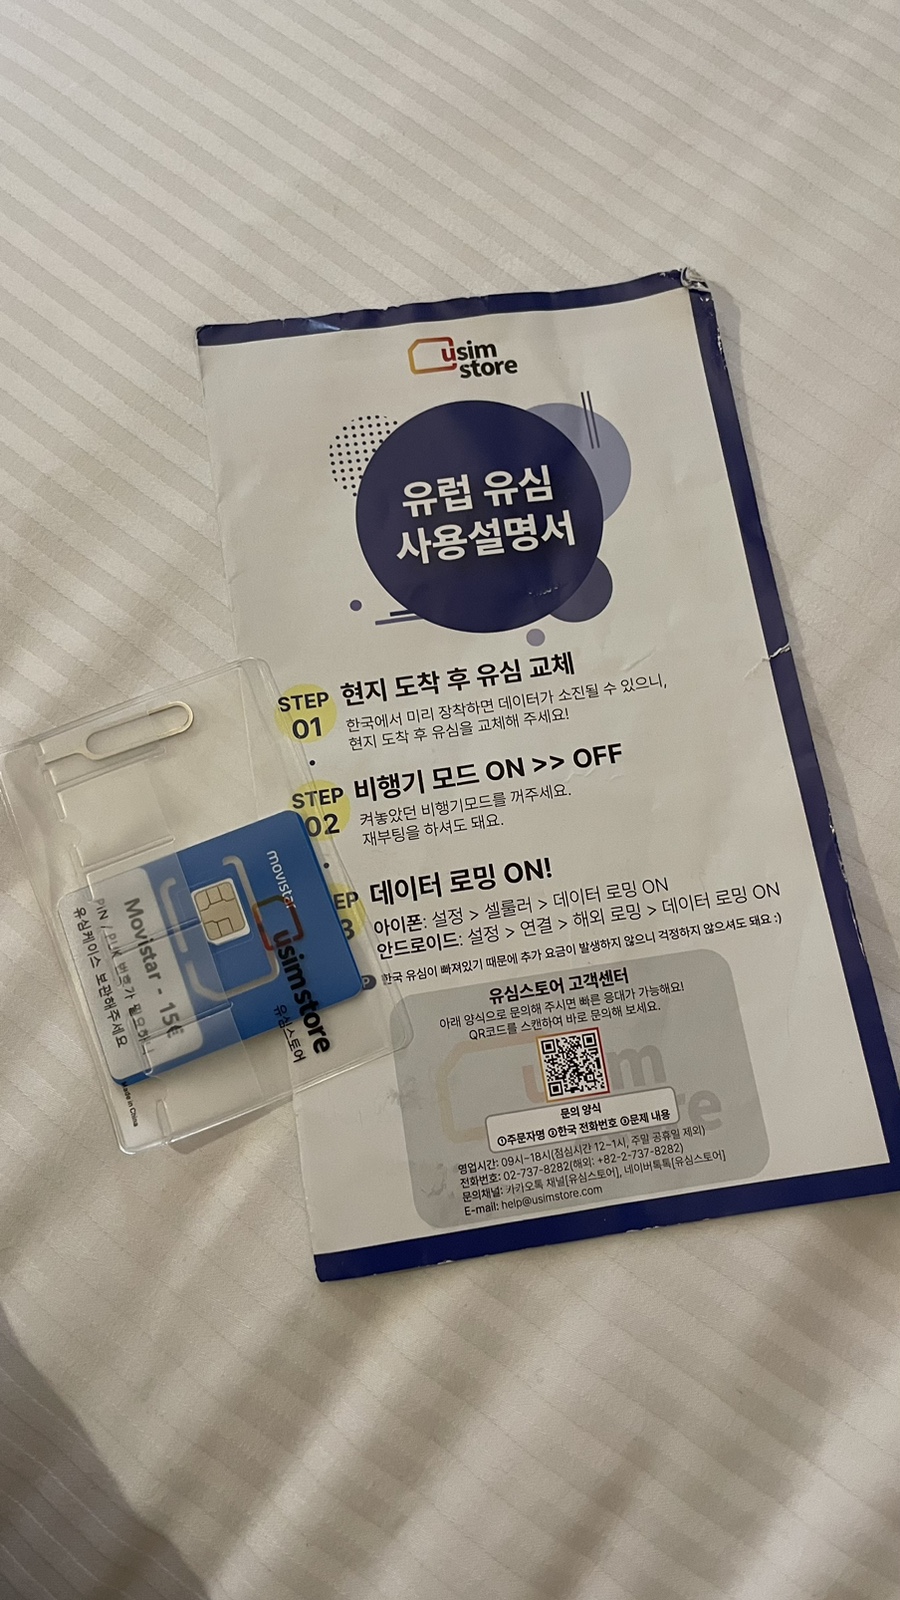 usim
store
유럽 유심
사용설명서
STEP
01
현지 도착 후 유심 교체
한국에서 미리 장착하면 데이터가 소진될 수 있으니,
현지 도착 후 유심을 교체해 주세요!
STEP
02
비행기 모드 ON >> OFF
켜놓았던 비행기모드를 꺼주세요.
재부팅을 하셔도 돼요.
EP
3
데이터 로밍 ON!
아이폰: 설정 > 셀룰러 > 데이터 로밍 ON
안드로이드: 설정 > 연결 > 해외 로밍 > 데이터 로밍 ON
한국 유심이 빠져있기 때문에 추가 요금이 발생하지 않으니 걱정하지 않으셔도 돼요 :)
유심스토어 고객센터
아래 양식으로 문의해 주시면 빠른 응대가 가능해요!
QR코드를 스캔하여 바로 문의해 보세요.
문의 양식
①주문자명 ②한국 전화번호 ③문제 내용
영업시간: 09시~18시(점심시간 12~1시, 주말 공휴일 제외)
전화번호: 02-737-8282(해외: +82-2-737-8282)
문의채널: 카카오톡 채널[유심스토어], 네이버톡톡[유심스토어]
E-mail: help@usimstore.com
movistar
usimstore
유심스토어
Movistar - 15€
PIN / PUK 번호가 필요하니
유심케이스 보관해주세요
Made in China